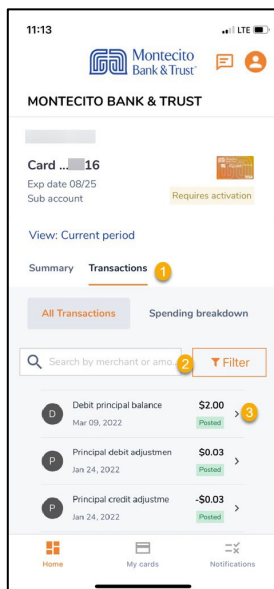 11:13
LTE
Montecito
Bank & Trust
MONTECITO BANK & TRUST
Card ... 16
Exp date 08/25
Sub account
Requires activation
View: Current period
Summary Transactions 1
All Transactions Spending breakdown
Search by merchant or amo... 2 Filter
D Debit principal balance $2.00 3
Mar 09, 2022 Posted
P Principal debit adjustmen $0.03
Jan 24, 2022 Posted
P Principal credit adjustme -$0.03
Jan 24, 2022 Posted
Home My cards Notifications